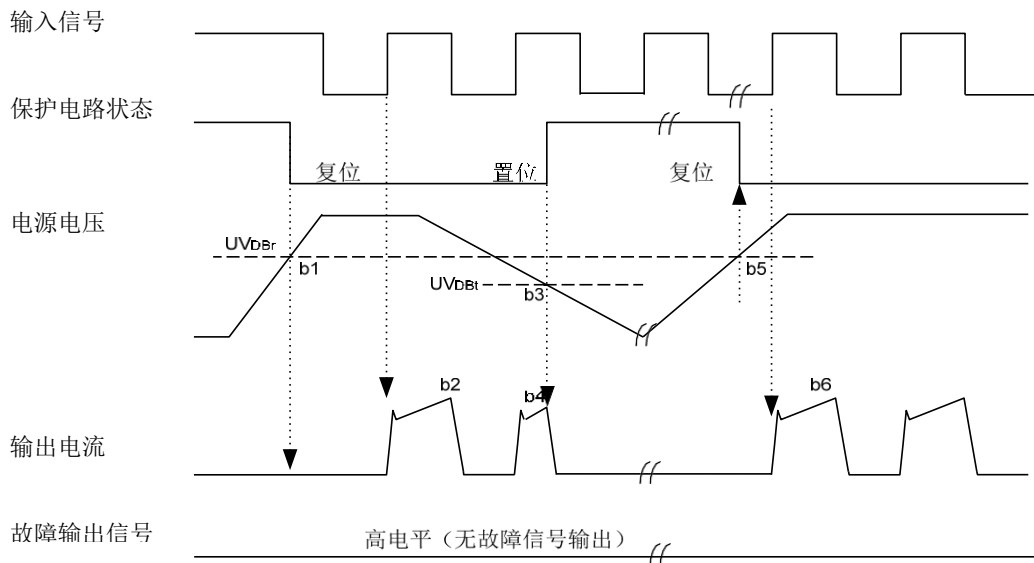 输入信号
保护电路状态
复位
置位
复位
电源电压
UVDBr
b1
b5
UVDBt
b3
b2
b4
b6
输出电流
故障输出信号
高电平（无故障信号输出）